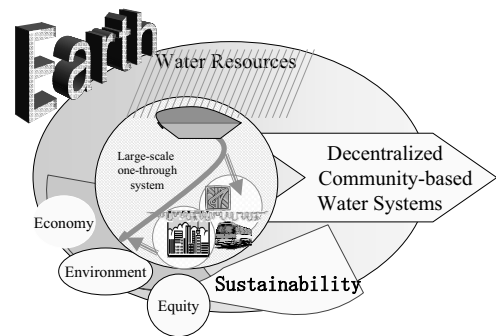 Earth
Water Resources
Large-scale
one-through
system
Decentralized
Community-based
Water Systems
Economy
Environment
Equity
Sustainability